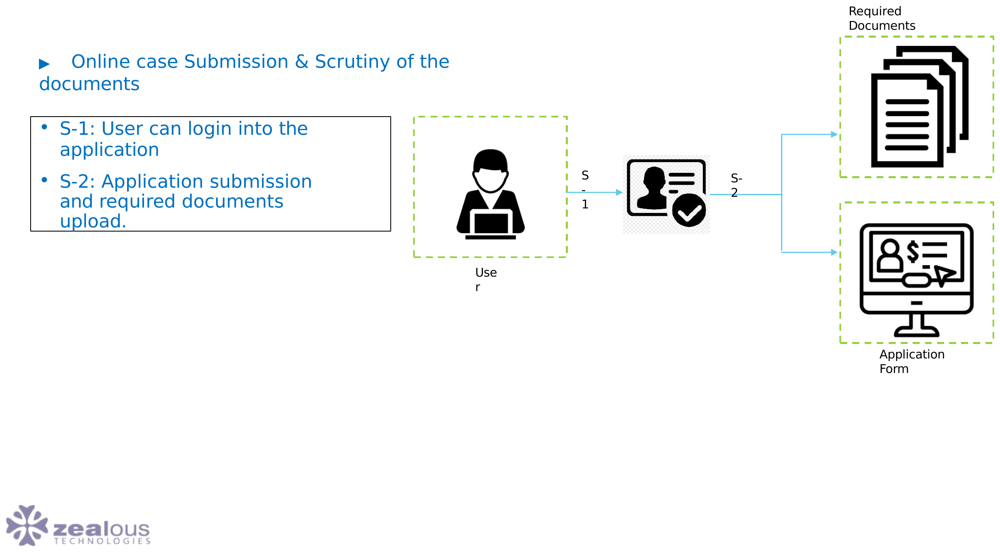 Required
Documents
▶ Online case Submission & Scrutiny of the
documents
• S-1: User can login into the
application
• S-2: Application submission
and required documents
upload.
S
-
1
S-
2
Use
r
$
Application
Form
zealous
TECHNOLOGIES